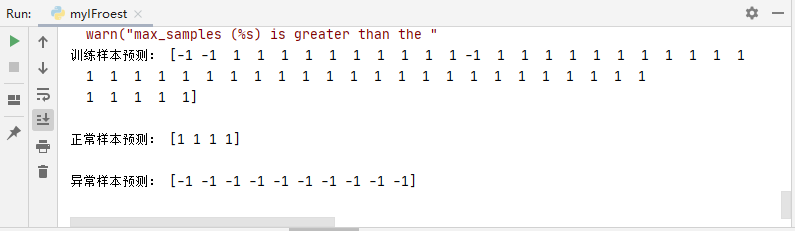 Run: myIFroest
warn("max_samples (%s) is greater than the "
训练样本预测: [-1 -1  1  1  1  1  1  1  1  1  1  1 -1  1  1  1  1  1  1  1  1  1  1  1
1  1  1  1  1  1  1  1  1  1  1  1  1  1  1  1  1  1  1  1  1  1  1  1
1  1  1  1  1]
正常样本预测: [1 1 1 1]
异常样本预测: [-1 -1 -1 -1 -1 -1 -1 -1 -1 -1]